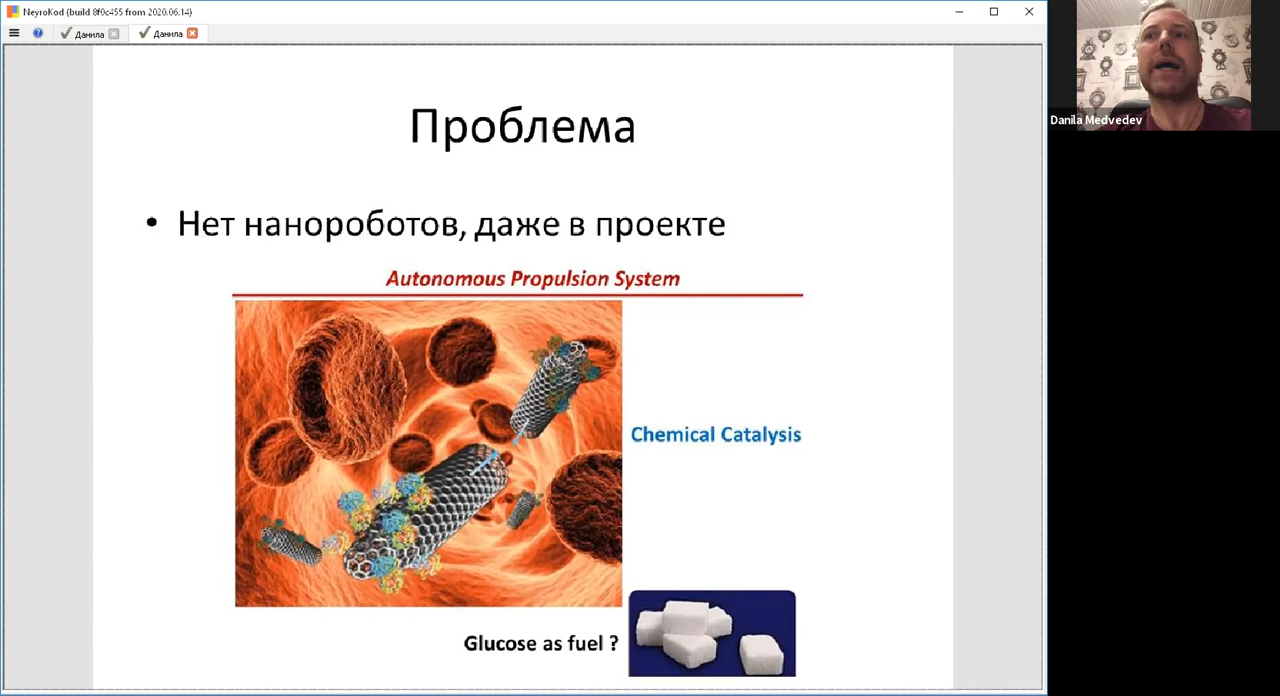 NeyroKod (build 8f0c455 from 2020.06.14)
Данила
Данила
Danila Medvedev
Проблема
• Нет нанороботов, даже в проекте
Autonomous Propulsion System
Chemical Catalysis
Glucose as fuel ?